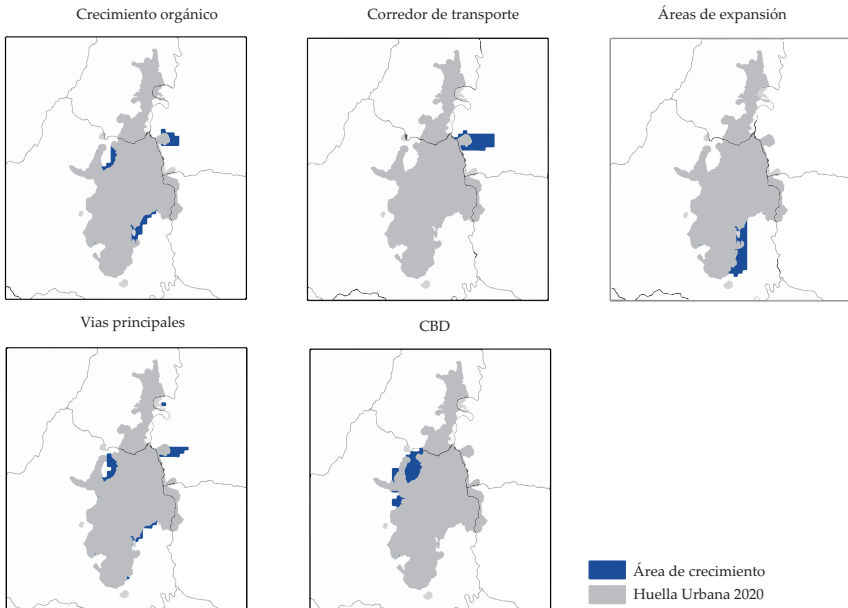 Crecimiento orgánico
Corredor de transporte
Áreas de expansión
Vias principales
CBD
Área de crecimiento
Huella Urbana 2020